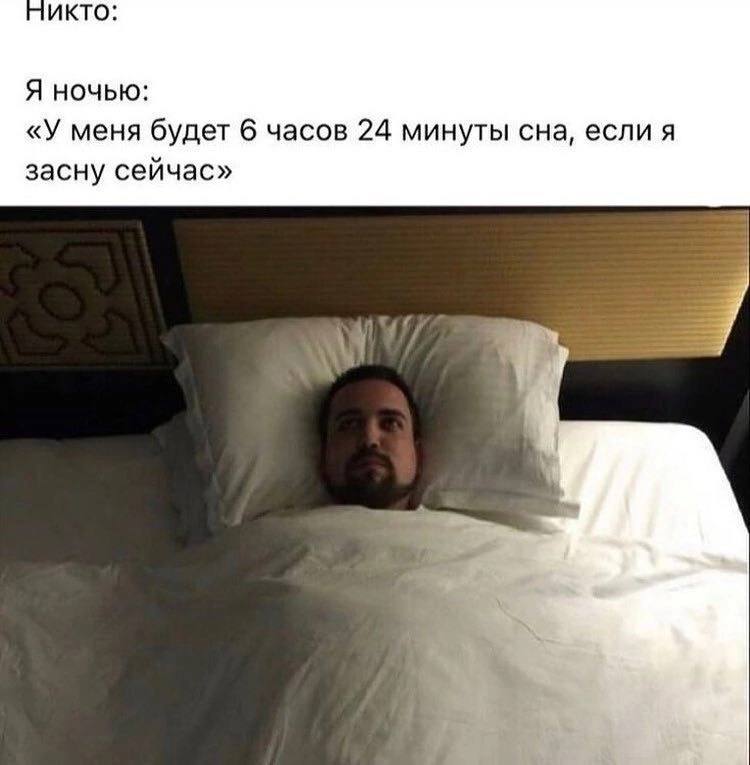 Никто:
Я ночью:
«У меня будет 6 часов 24 минуты сна, если я
засну сейчас»